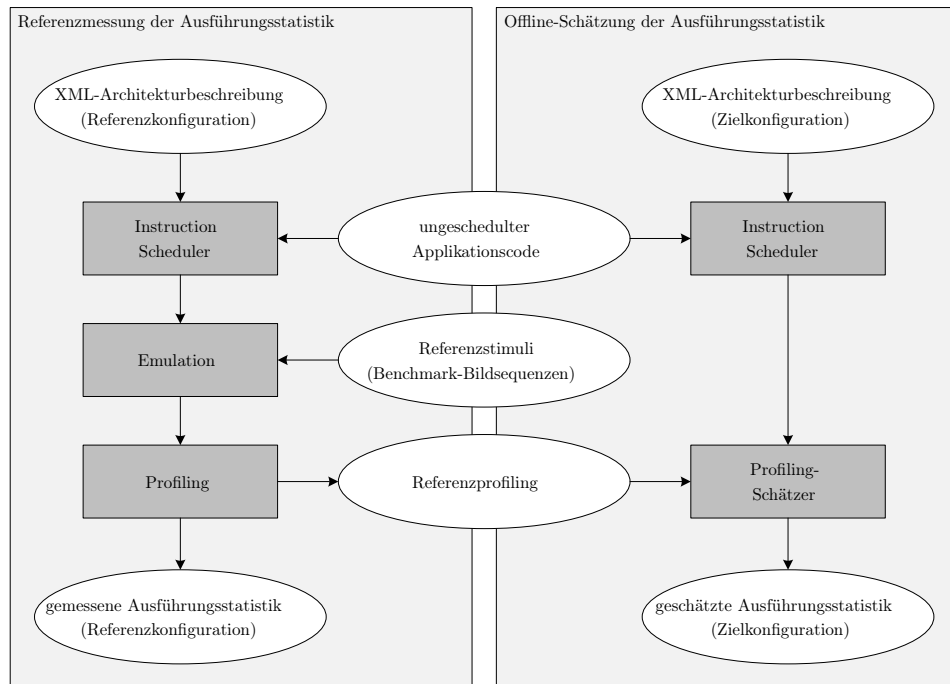 Referenzmessung der Ausführungsstatistik
Offline-Schätzung der Ausführungsstatistik
XML-Architekturbeschreibung
(Referenzkonfiguration)
XML-Architekturbeschreibung
(Zielkonfiguration)
Instruction
Scheduler
ungeschedulter
Applikationscode
Instruction
Scheduler
Emulation
Referenzstimuli
(Benchmark-Bildsequenzen)
Profiling
Referenzprofiling
Profiling-
Schätzer
gemessene Ausführungsstatistik
(Referenzkonfiguration)
geschätzte Ausführungsstatistik
(Zielkonfiguration)